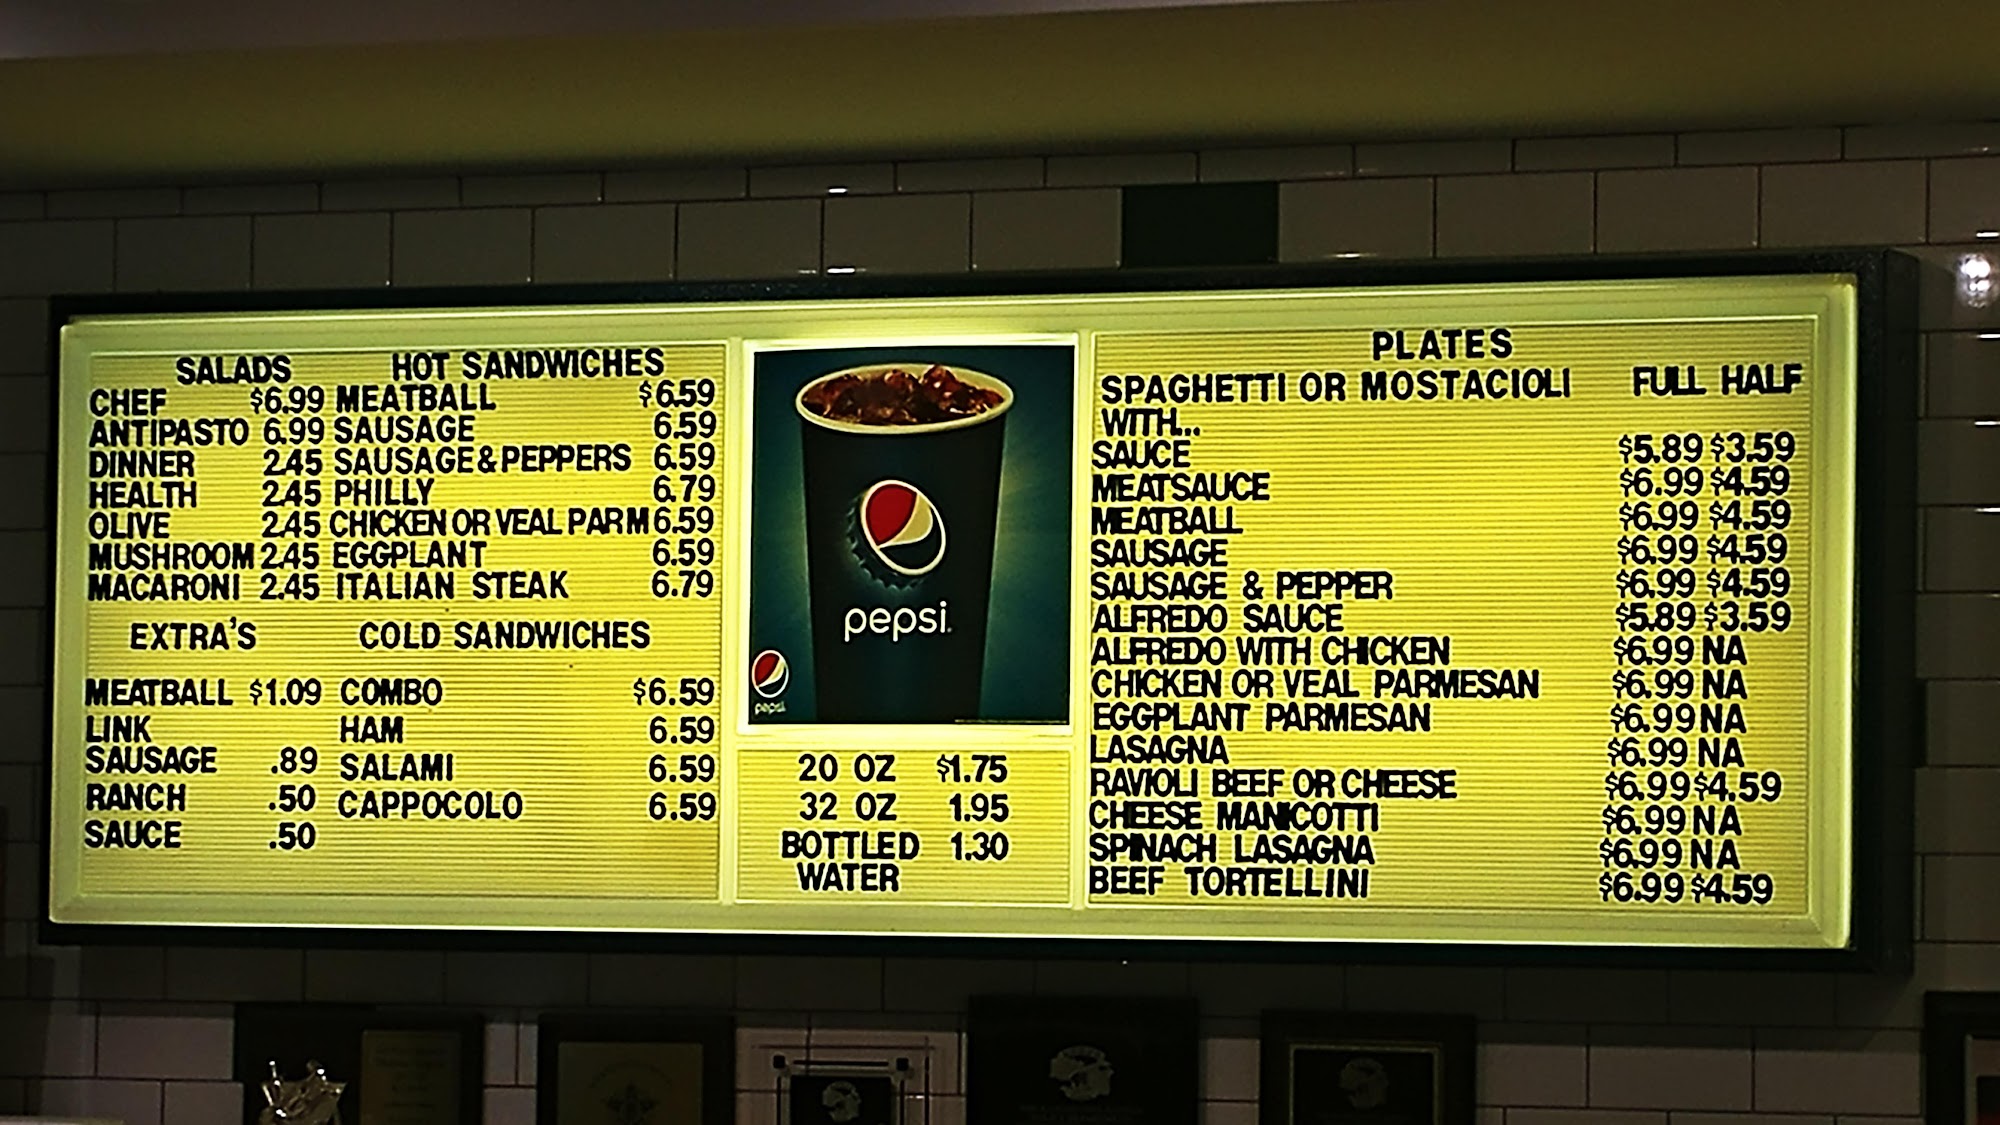 SALADS
CHEF $6.99
ANTIPASTO 6.99
DINNER 2.45
HEALTH 2.45
OLIVE 2.45
MUSHROOM 2.45
MACARONI 2.45
EXTRA'S
MEATBALL $1.09
LINK
SAUSAGE .89
RANCH .50
SAUCE .50
HOT SANDWICHES
MEATBALL $6.59
SAUSAGE 6.59
SAUSAGE & PEPPERS 6.59
PHILLY 6.79
CHICKEN OR VEAL PARM 6.59
EGGPLANT 6.59
ITALIAN STEAK 6.79
COLD SANDWICHES
COMBO $6.59
HAM 6.59
SALAMI 6.59
CAPPOCOLO 6.59
pepsi.
pepsi.
20 OZ $1.75
32 OZ 1.95
BOTTLED 1.30
WATER
PLATES
SPAGHETTI OR MOSTACIOLI FULL HALF
WITH...
SAUCE $5.89 $3.59
MEATSAUCE $6.99 $4.59
MEATBALL $6.99 $4.59
SAUSAGE $6.99 $4.59
SAUSAGE & PEPPER $6.99 $4.59
ALFREDO SAUCE $5.89 $3.59
ALFREDO WITH CHICKEN $6.99 NA
CHICKEN OR VEAL PARMESAN $6.99 NA
EGGPLANT PARMESAN $6.99 NA
LASAGNA $6.99 NA
RAVIOLI BEEF OR CHEESE $6.99 $4.59
CHEESE MANICOTTI $6.99 NA
SPINACH LASAGNA $6.99 NA
BEEF TORTELLINI $6.99 $4.59